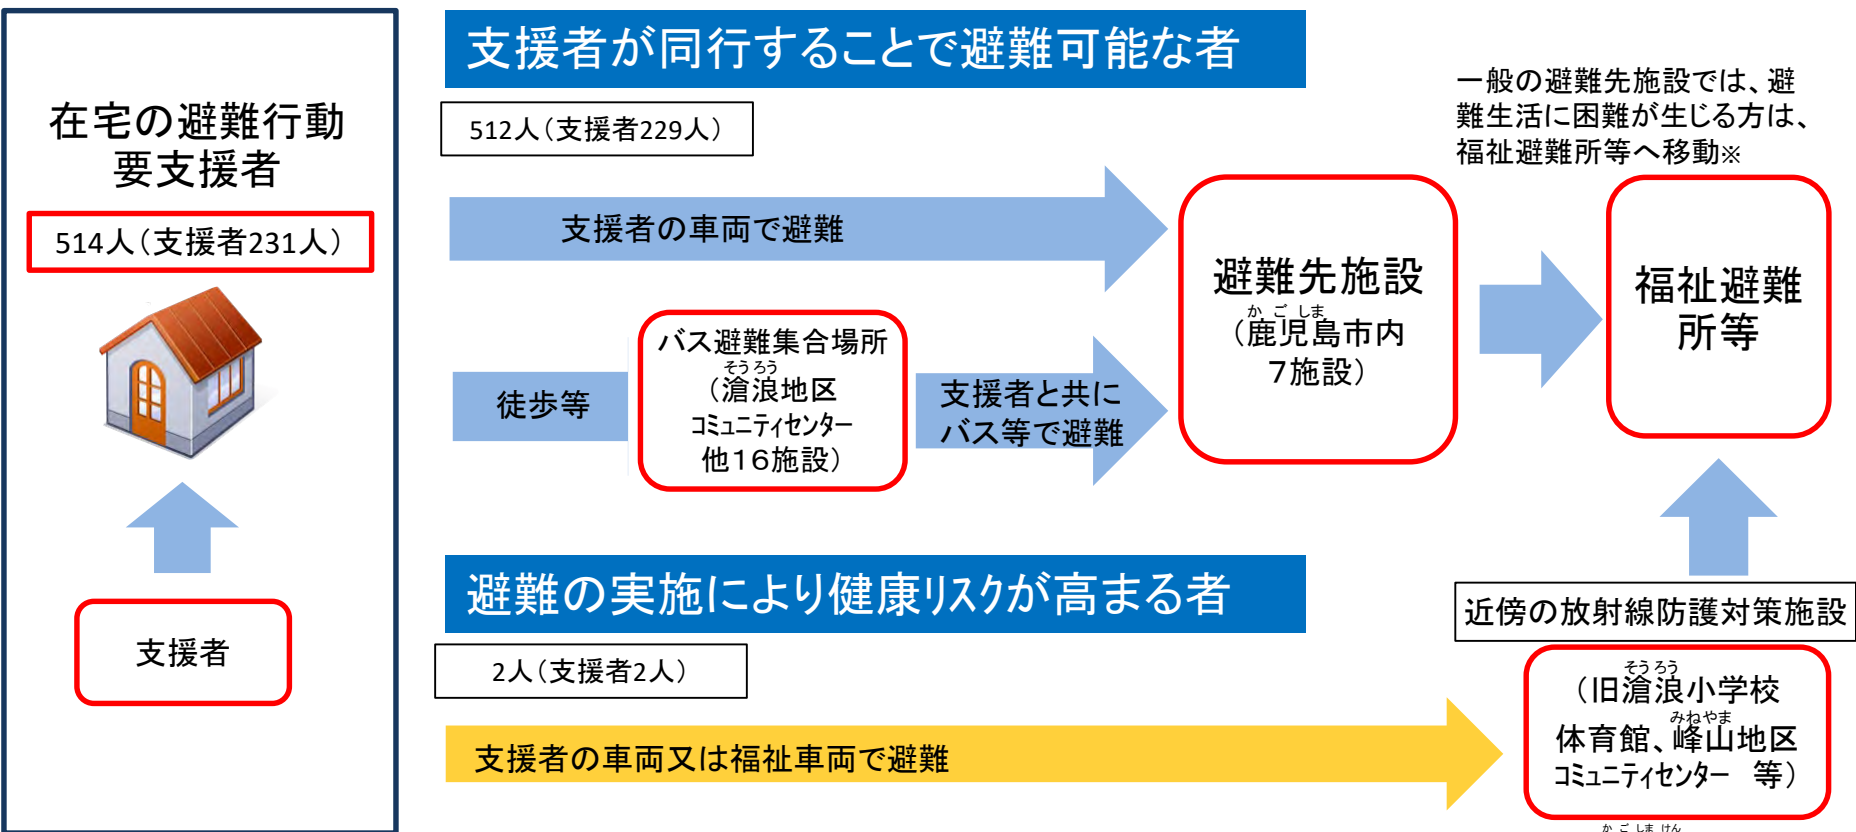 在宅の避難行動
要支援者
514人（支援者231人）
支援者
支援者が同行することで避難可能な者
512人（支援者229人）
支援者の車両で避難
徒歩等
バス避難集合場所
そうろう
（滄浪地区
コミュニティセンター
他16施設）
支援者と共に
バス等で避難
避難先施設
かごしま
（鹿児島市内
７施設）
一般の避難先施設では、避
難生活に困難が生じる方は、
福祉避難所等へ移動※
福祉避難
所等
避難の実施により健康リスクが高まる者
2人（支援者2人）
支援者の車両又は福祉車両で避難
近傍の放射線防護対策施設
そうろう
（旧滄浪小学校
みねやま
体育館、峰山地区
コミュニティセンター　等）
かごしまけん